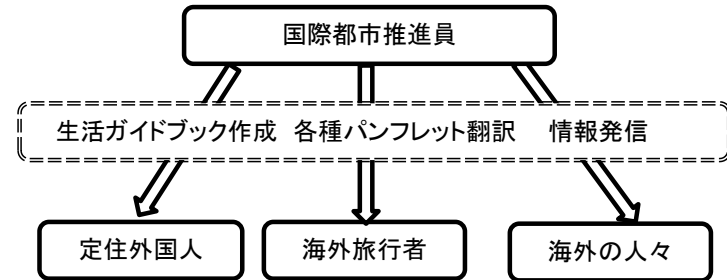 国際都市推進員
生活ガイドブック作成 各種パンフレット翻訳 情報発信
定住外国人 海外旅行者 海外の人々